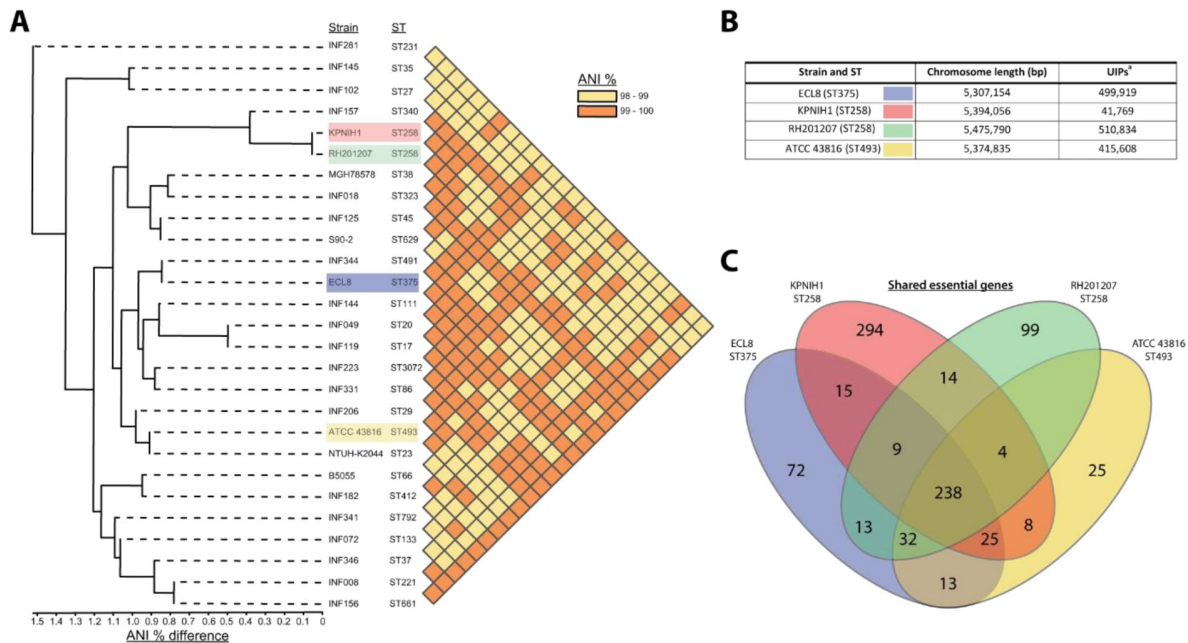 A
Strain ST
INF281 ST231
INF145 ST35
INF102 ST27
INF157 ST340
KPNIH1 ST258
RH201207 ST258
MGH78578 ST38
INF018 ST323
INF125 ST45
S90-2 ST629
INF344 ST491
ECL8 ST375
INF144 ST111
INF049 ST20
INF119 ST17
INF223 ST3072
INF331 ST86
INF206 ST29
ATCC 43816 ST493
NTUH-K2044 ST23
B5055 ST66
INF182 ST412
INF341 ST792
INF072 ST133
INF346 ST37
INF008 ST221
INF156 ST661
1.5 1.4 1.3 1.2 1.1 1.0 0.9 0.8 0.7 0.6 0.5 0.4 0.3 0.2 0.1 0
ANI % difference
ANI %
98 - 99
99 - 100
B
Strain and ST Chromosome length (bp) UIPsª
ECL8 (ST375) 5,307,154 499,919
KPNIH1 (ST258) 5,394,056 41,769
RH201207 (ST258) 5,475,790 510,834
ATCC 43816 (ST493) 5,374,835 415,608
C
Shared essential genes
KPNIH1
ST258
RH201207
ST258
ECL8
ST375
ATCC 43816
ST493
294
99
14
15
9
4
72
25
238
13
32
25
8
13